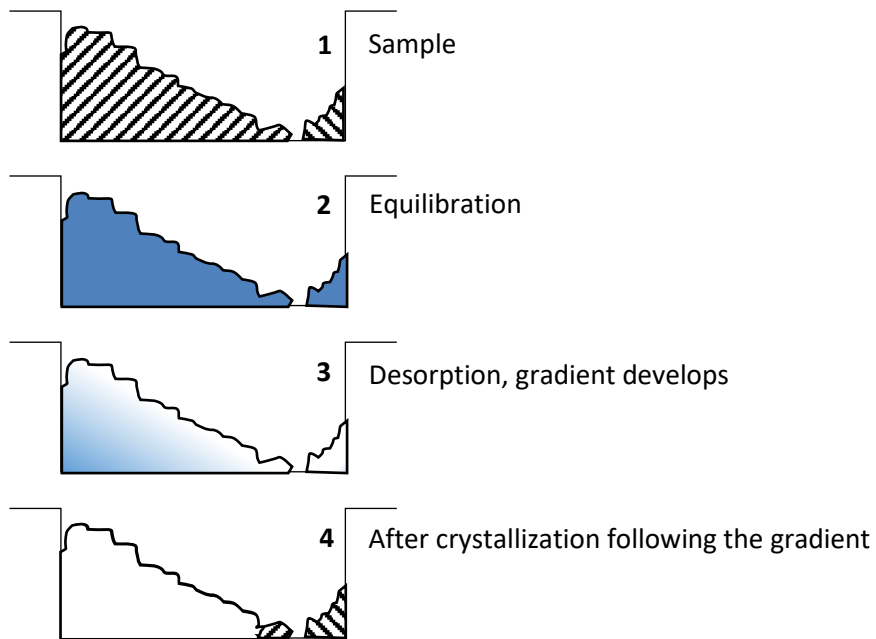 1 Sample
2 Equilibration
3 Desorption, gradient develops
4 After crystallization following the gradient